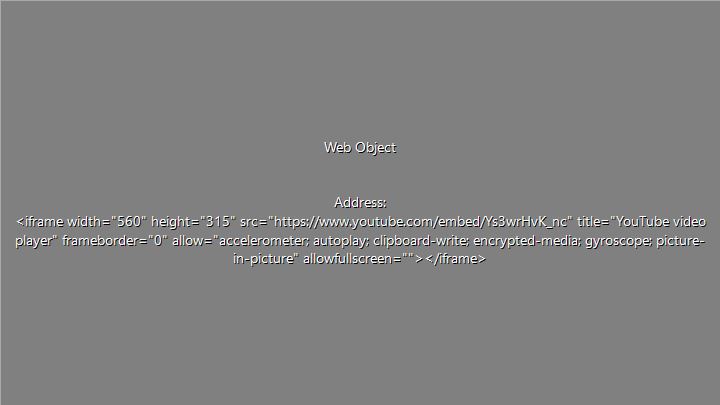 Web Object
Address:
<iframe width="560" height="315" src="https://www.youtube.com/embed/Ys3wrHvK_nc" title="YouTube video
player" frameborder="0" allow="accelerometer; autoplay; clipboard-write; encrypted-media; gyroscope; picture-
in-picture" allowfullscreen=""></iframe>